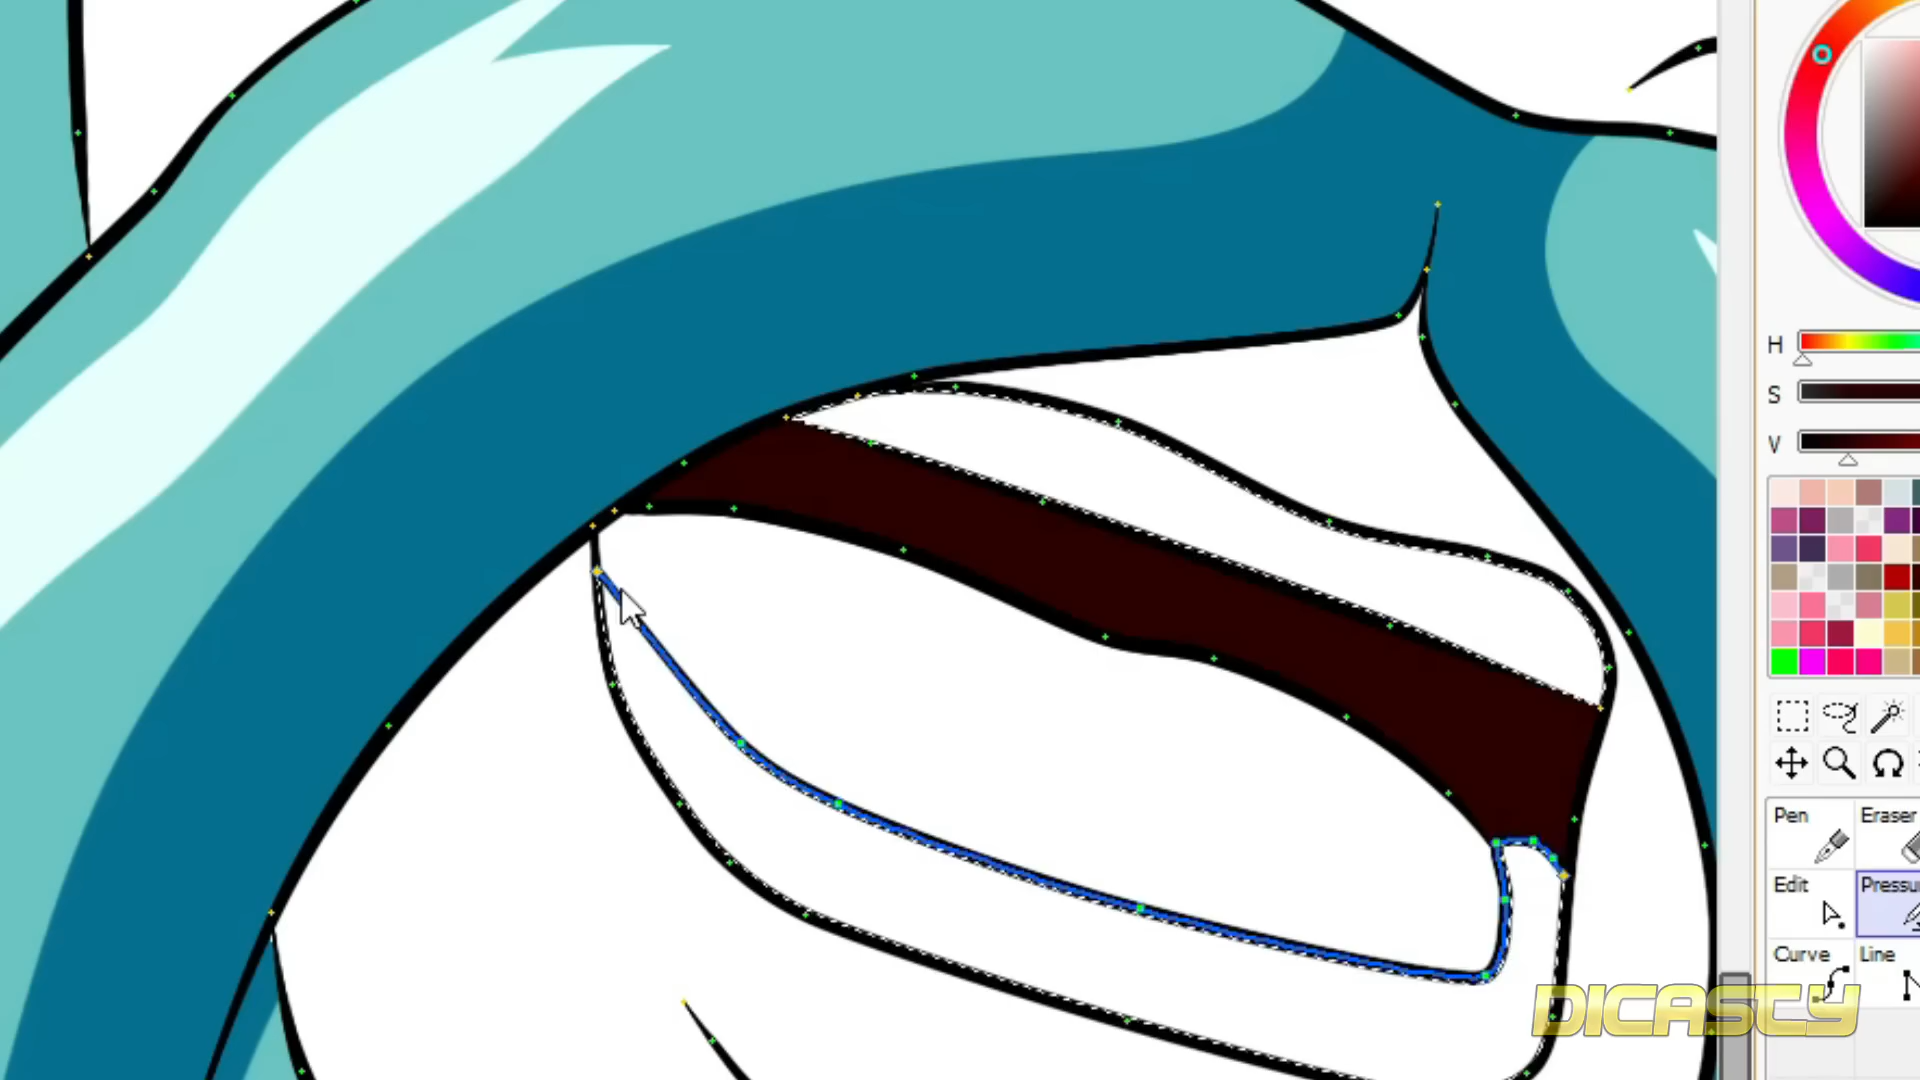 H
S
V
Pen Eraser
Edit Pressu
Curve Line
DICASTY